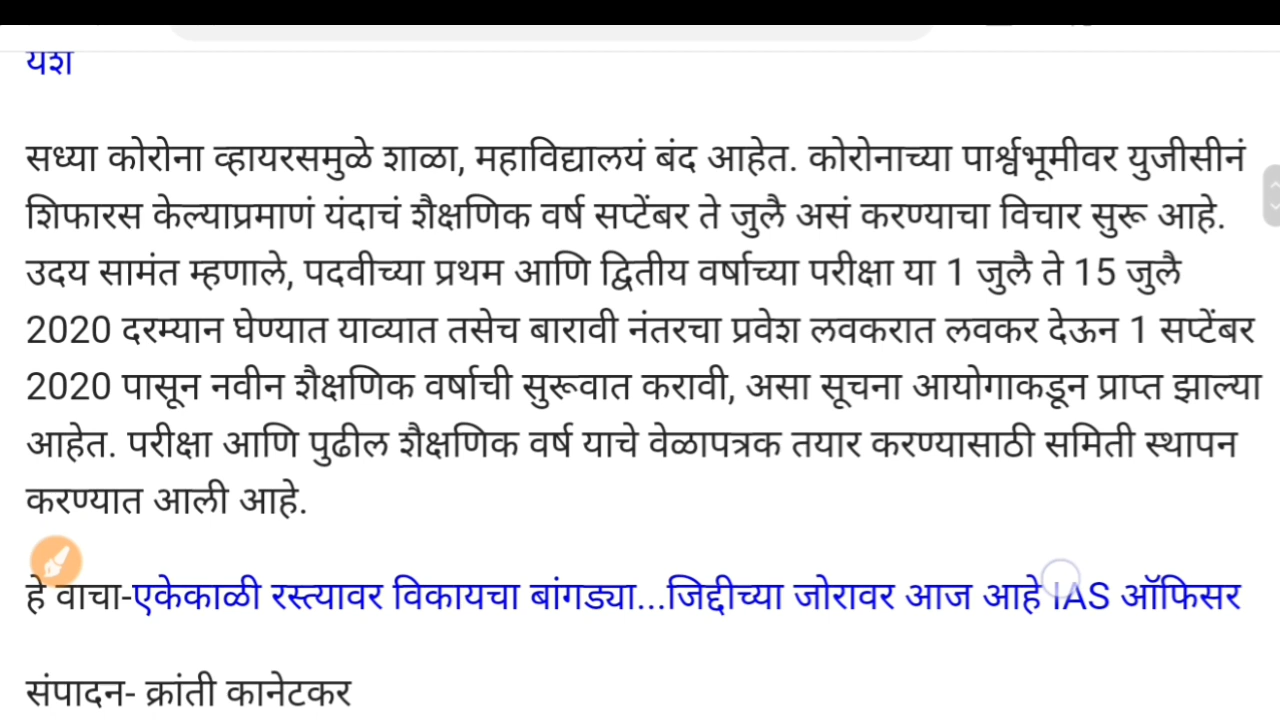 यश
सध्या कोरोना व्हायरसमुळे शाळा, महाविद्यालयं बंद आहेत. कोरोनाच्या पार्श्वभूमीवर युजीसीनं
शिफारस केल्याप्रमाणं यंदाचं शैक्षणिक वर्ष सप्टेंबर ते जुलै असं करण्याचा विचार सुरू आहे.
उदय सामंत म्हणाले, पदवीच्या प्रथम आणि द्वितीय वर्षाच्या परीक्षा या 1 जुलै ते 15 जुलै
2020 दरम्यान घेण्यात याव्यात तसेच बारावी नंतरचा प्रवेश लवकरात लवकर देऊन 1 सप्टेंबर
2020 पासून नवीन शैक्षणिक वर्षाची सुरूवात करावी, असा सूचना आयोगाकडून प्राप्त झाल्या
आहेत. परीक्षा आणि पुढील शैक्षणिक वर्ष याचे वेळापत्रक तयार करण्यासाठी समिती स्थापन
करण्यात आली आहे.
हे वाचा-एकेकाळी रस्त्यावर विकायचा बांगड्या...जिद्दीच्या जोरावर आज आहे IAS ऑफिसर
संपादन- क्रांती कानेटकर